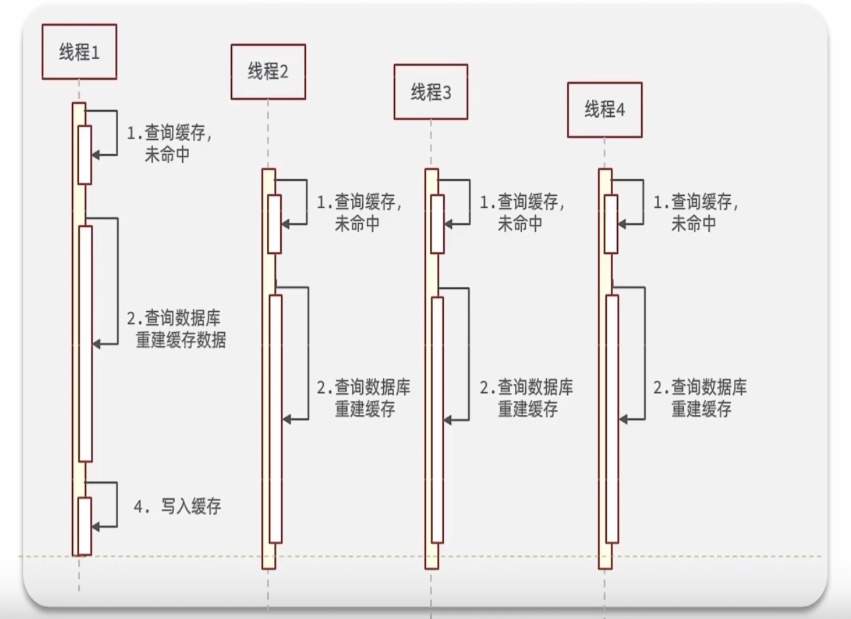 线程1
线程2
线程3
线程4
1.查询缓存,
未命中
1.查询缓存,
未命中
1.查询缓存,
未命中
1.查询缓存,
未命中
2.查询数据库
重建缓存数据
2.查询数据库
重建缓存
2.查询数据库
重建缓存
2.查询数据库
重建缓存
4. 写入缓存